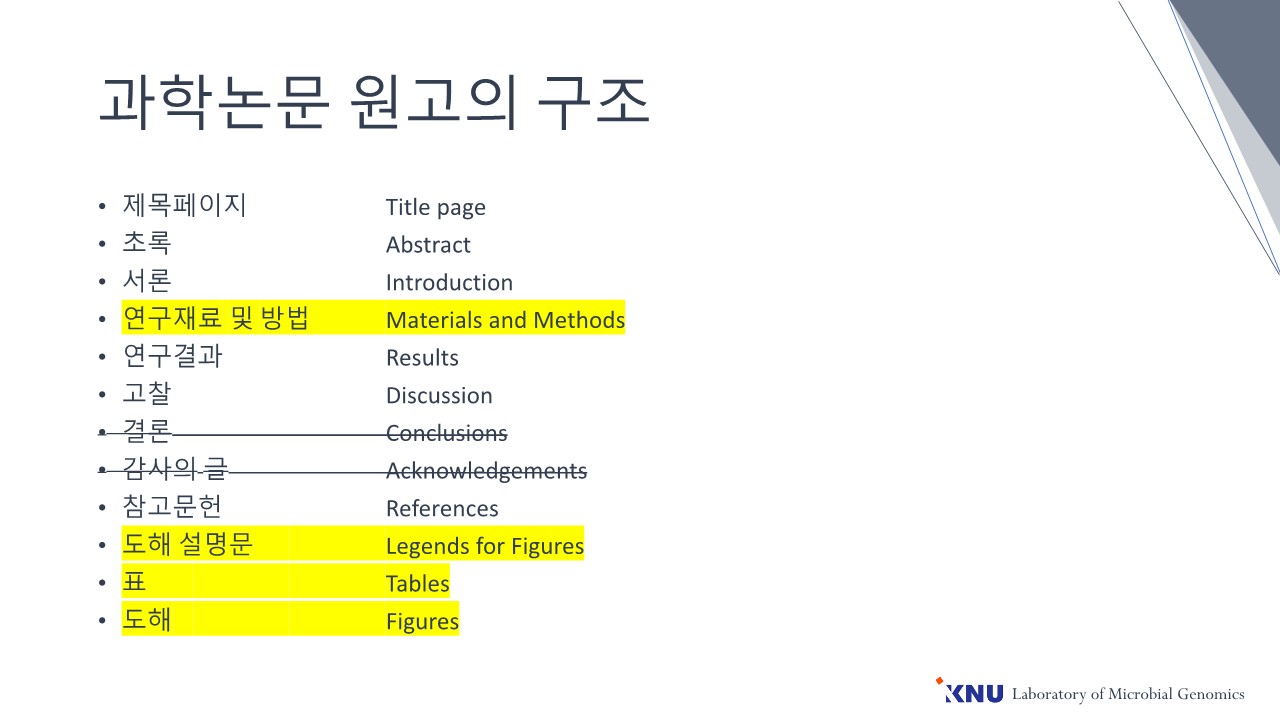 과학논문 원고의 구조
• 제목페이지 Title page
• 초록 Abstract
• 서론 Introduction
• 연구재료 및 방법 Materials and Methods
• 연구결과 Results
• 고찰 Discussion
• 결론 Conclusions
• 감사의 글 Acknowledgements
• 참고문헌 References
• 도해 설명문 Legends for Figures
• 표 Tables
• 도해 Figures
KNU Laboratory of Microbial Genomics